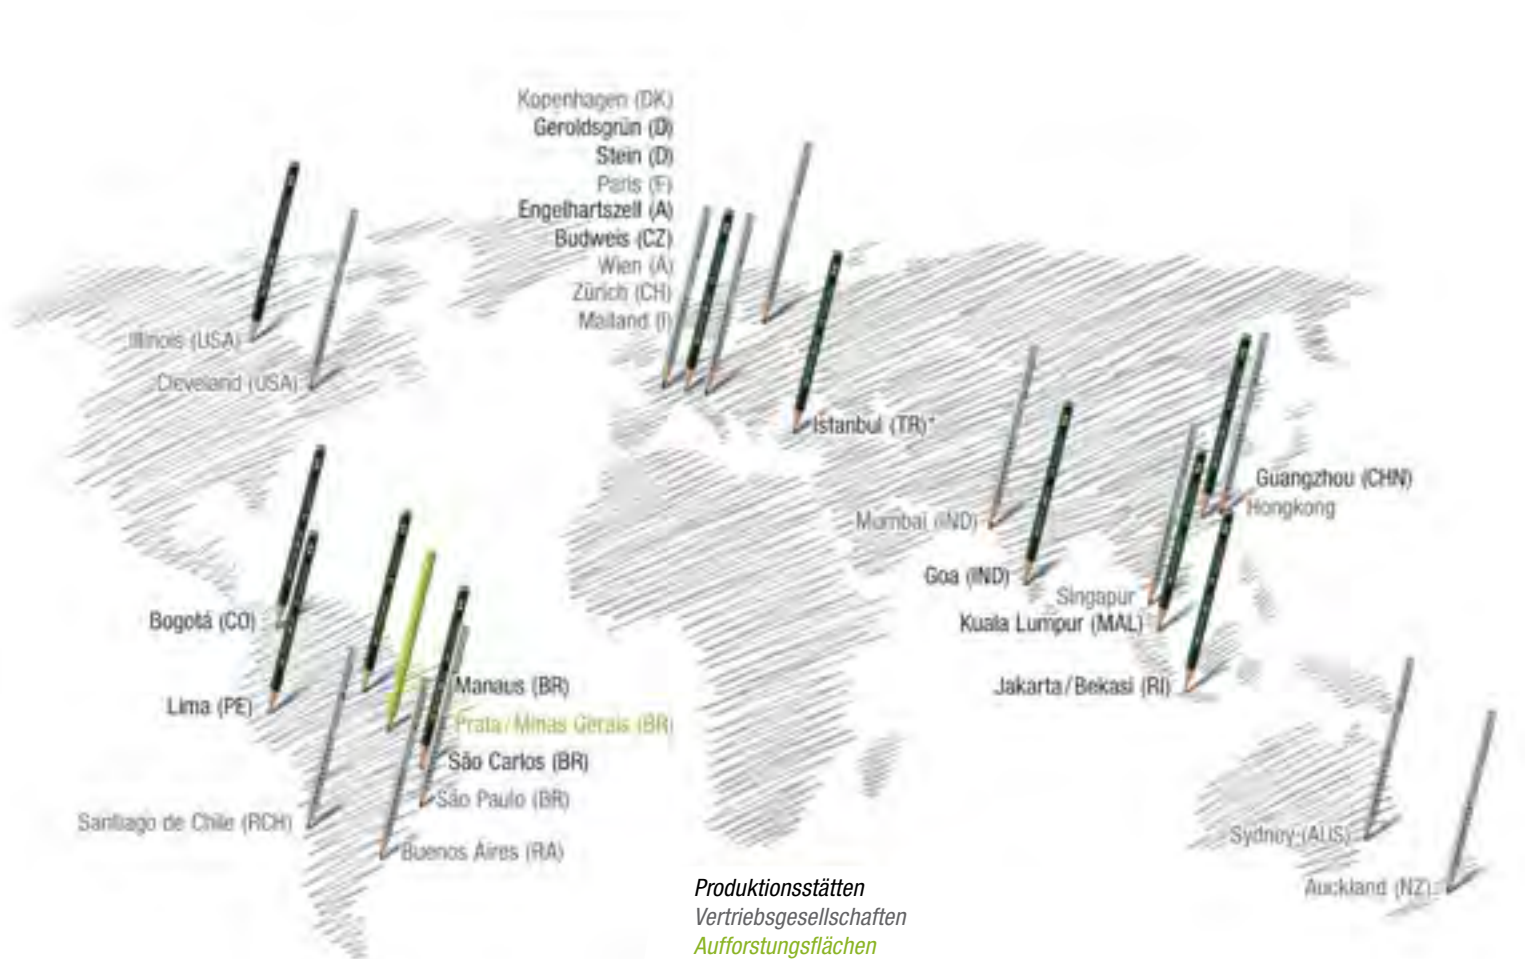 Kopenhagen (DK)
Geroldsgrün (D)
Stein (D)
Paris (F)
Engelhartszell (A)
Budweis (CZ)
Wien (A)
Zürich (CH)
Mailand (I)
Illinois (USA)
Cleveland (USA)
Istanbul (TR)*
Guangzhou (CHN)
Hongkong
Mumbai (IND)
Goa (IND)
Singapur
Kuala Lumpur (MAL)
Jakarta/Bekasi (RI)
Bogotá (CO)
Lima (PE)
Manaus (BR)
Prata/Minas Gerais (BR)
São Carlos (BR)
São Paulo (BR)
Santiago de Chile (RCH)
Buenos Aires (RA)
Sydney (AUS)
Auckland (NZ)
Produktionsstätten
Vertriebsgesellschaften
Aufforstungsflächen